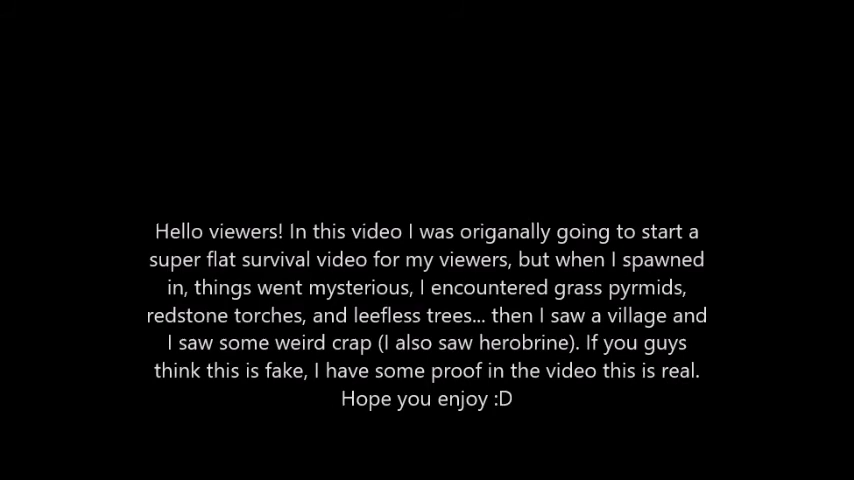 Hello viewers! In this video I was origanally going to start a
super flat survival video for my viewers, but when I spawned
in, things went mysterious, I encountered grass pyrmids,
redstone torches, and leefless trees... then I saw a village and
I saw some weird crap (I also saw herobrine). If you guys
think this is fake, I have some proof in the video this is real.
Hope you enjoy :D